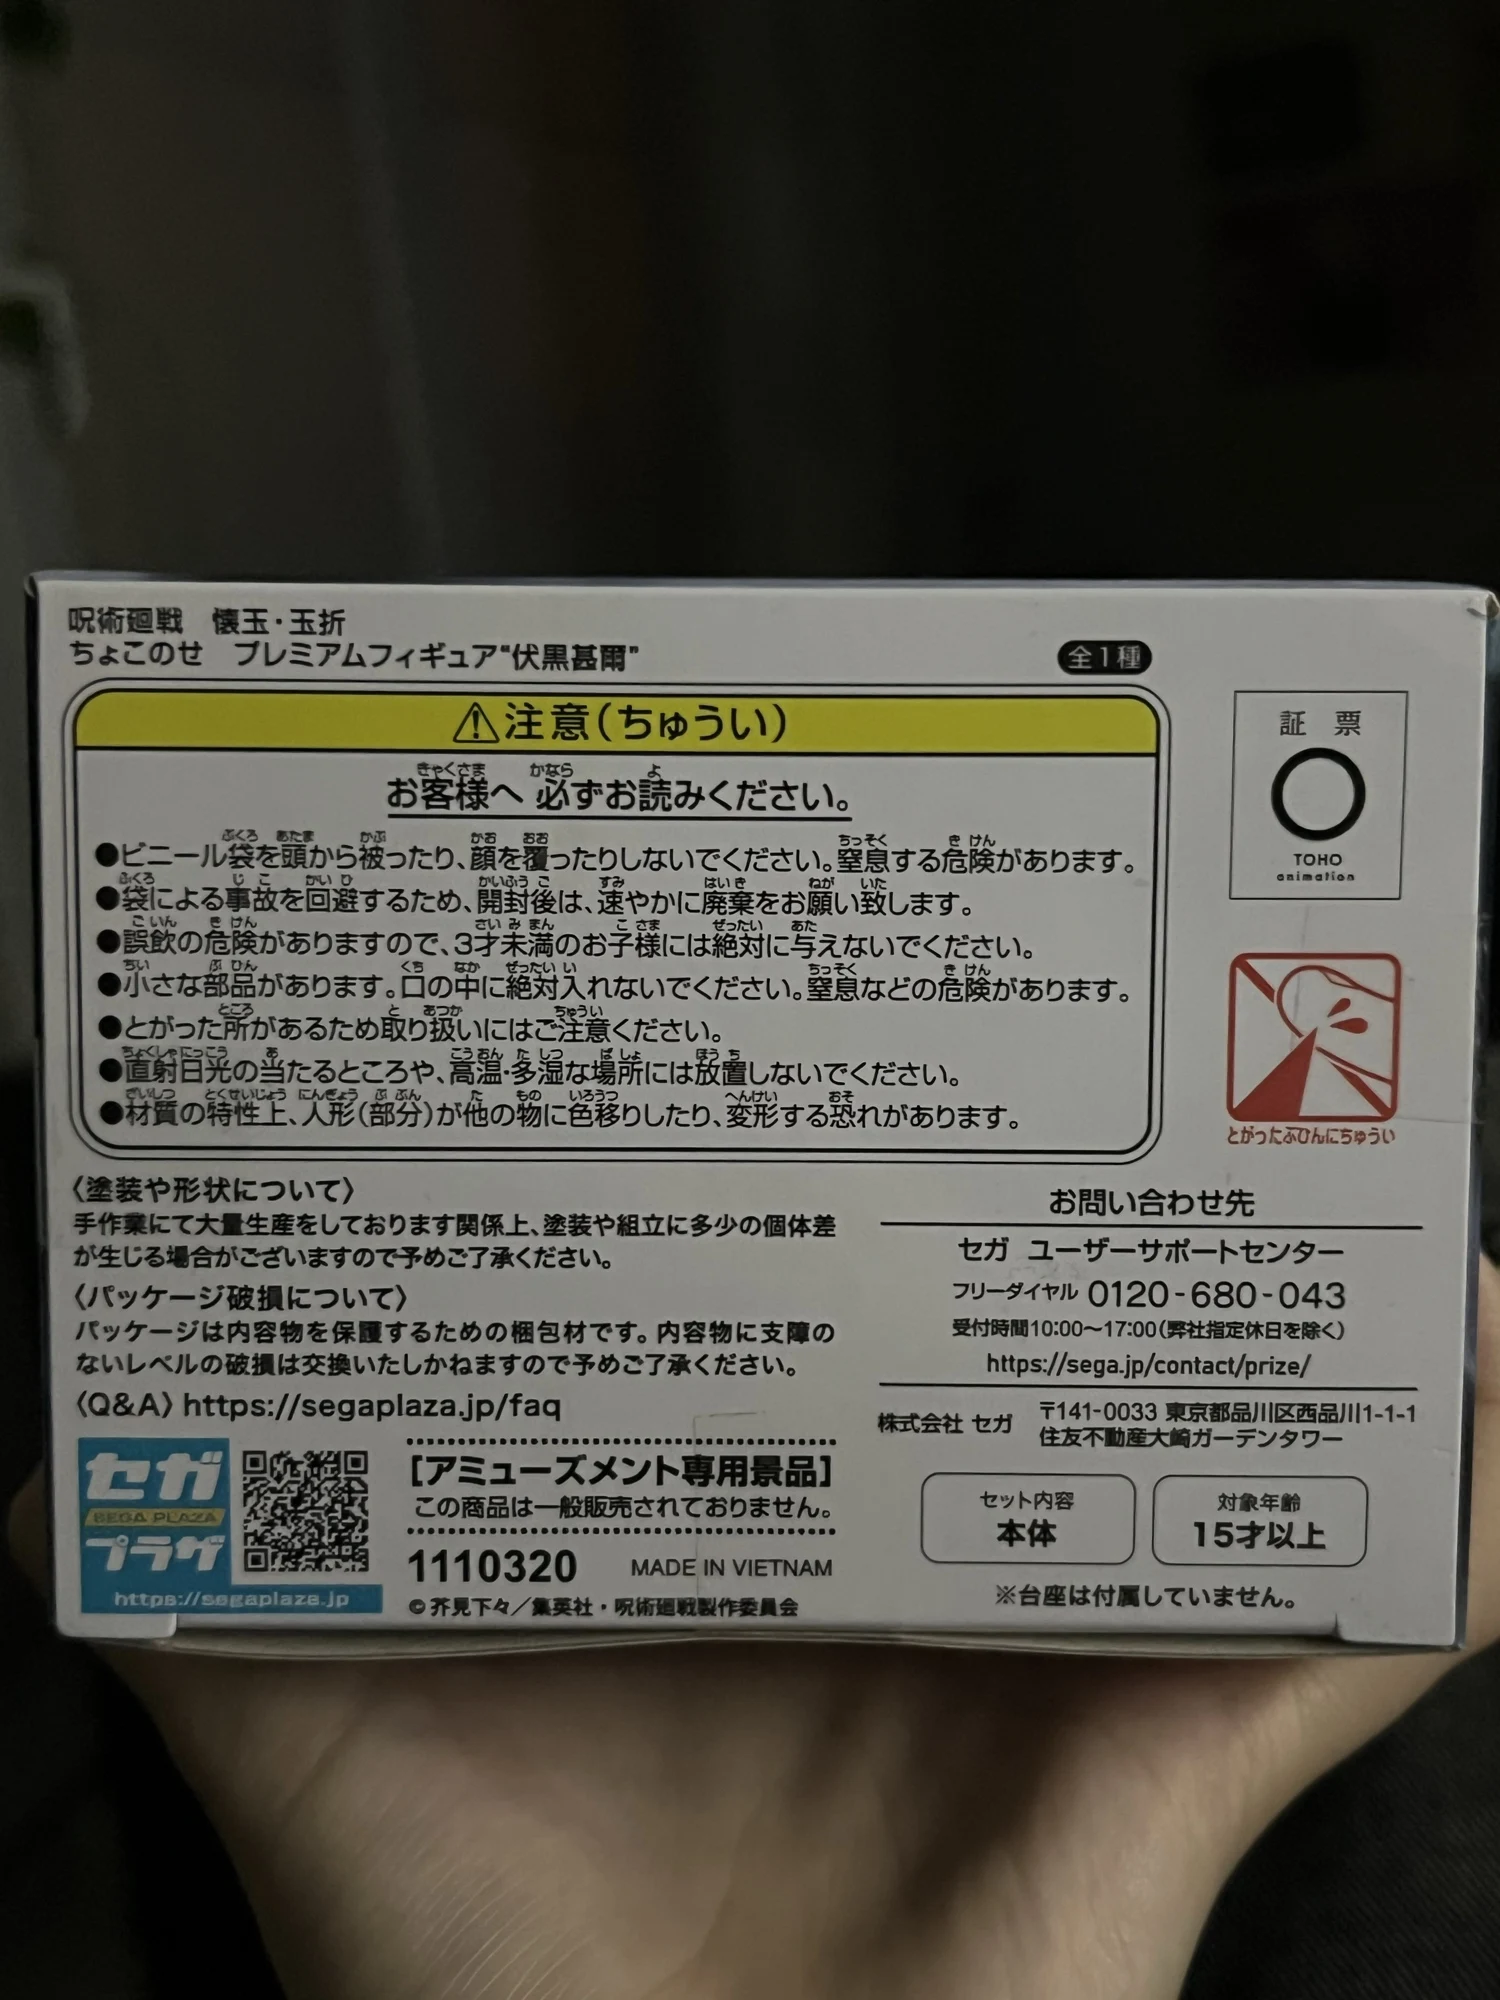 呪術廻戦　懐玉・玉折
ちょこのせ　プレミアムフィギュア“伏黒甚爾”
全1種
⚠注意(ちゅうい)
お客様へ 必ずお読みください。
●ビニール袋を頭から被ったり、顔を覆ったりしないでください。窒息する危険があります。
●袋による事故を回避するため、開封後は、速やかに廃棄をお願い致します。
●誤飲の危険がありますので、3才未満のお子様には絶対に与えないでください。
●小さな部品があります。口の中に絶対入れないでください。窒息などの危険があります。
●とがった所があるため取り扱いにはご注意ください。
●直射日光の当たるところや、高温・多湿な場所には放置しないでください。
●材質の特性上、人形(部分)が他の物に色移りしたり、変形する恐れがあります。
証 票
TOHO
animation
とがったぶひんにちゅうい
〈塗装や形状について〉
手作業にて大量生産をしております関係上、塗装や組立に多少の個体差
が生じる場合がございますので予めご了承ください。
〈パッケージ破損について〉
パッケージは内容物を保護するための梱包材です。内容物に支障の
ないレベルの破損は交換いたしかねますので予めご了承ください。
〈Q&A〉https://segaplaza.jp/faq
お問い合わせ先
セガ ユーザーサポートセンター
フリーダイヤル 0120-680-043
受付時間10:00～17:00(弊社指定休日を除く)
https://sega.jp/contact/prize/
株式会社 セガ 〒141-0033 東京都品川区西品川1-1-1
住友不動産大崎ガーデンタワー
セガ
SEGA PLAZA
プラザ
https://segaplaza.jp
[アミューズメント専用景品]
この商品は一般販売されておりません。
1110320 MADE IN VIETNAM
©芥見下々／集英社・呪術廻戦製作委員会
セット内容
本体
対象年齢
15才以上
※台座は付属していません。